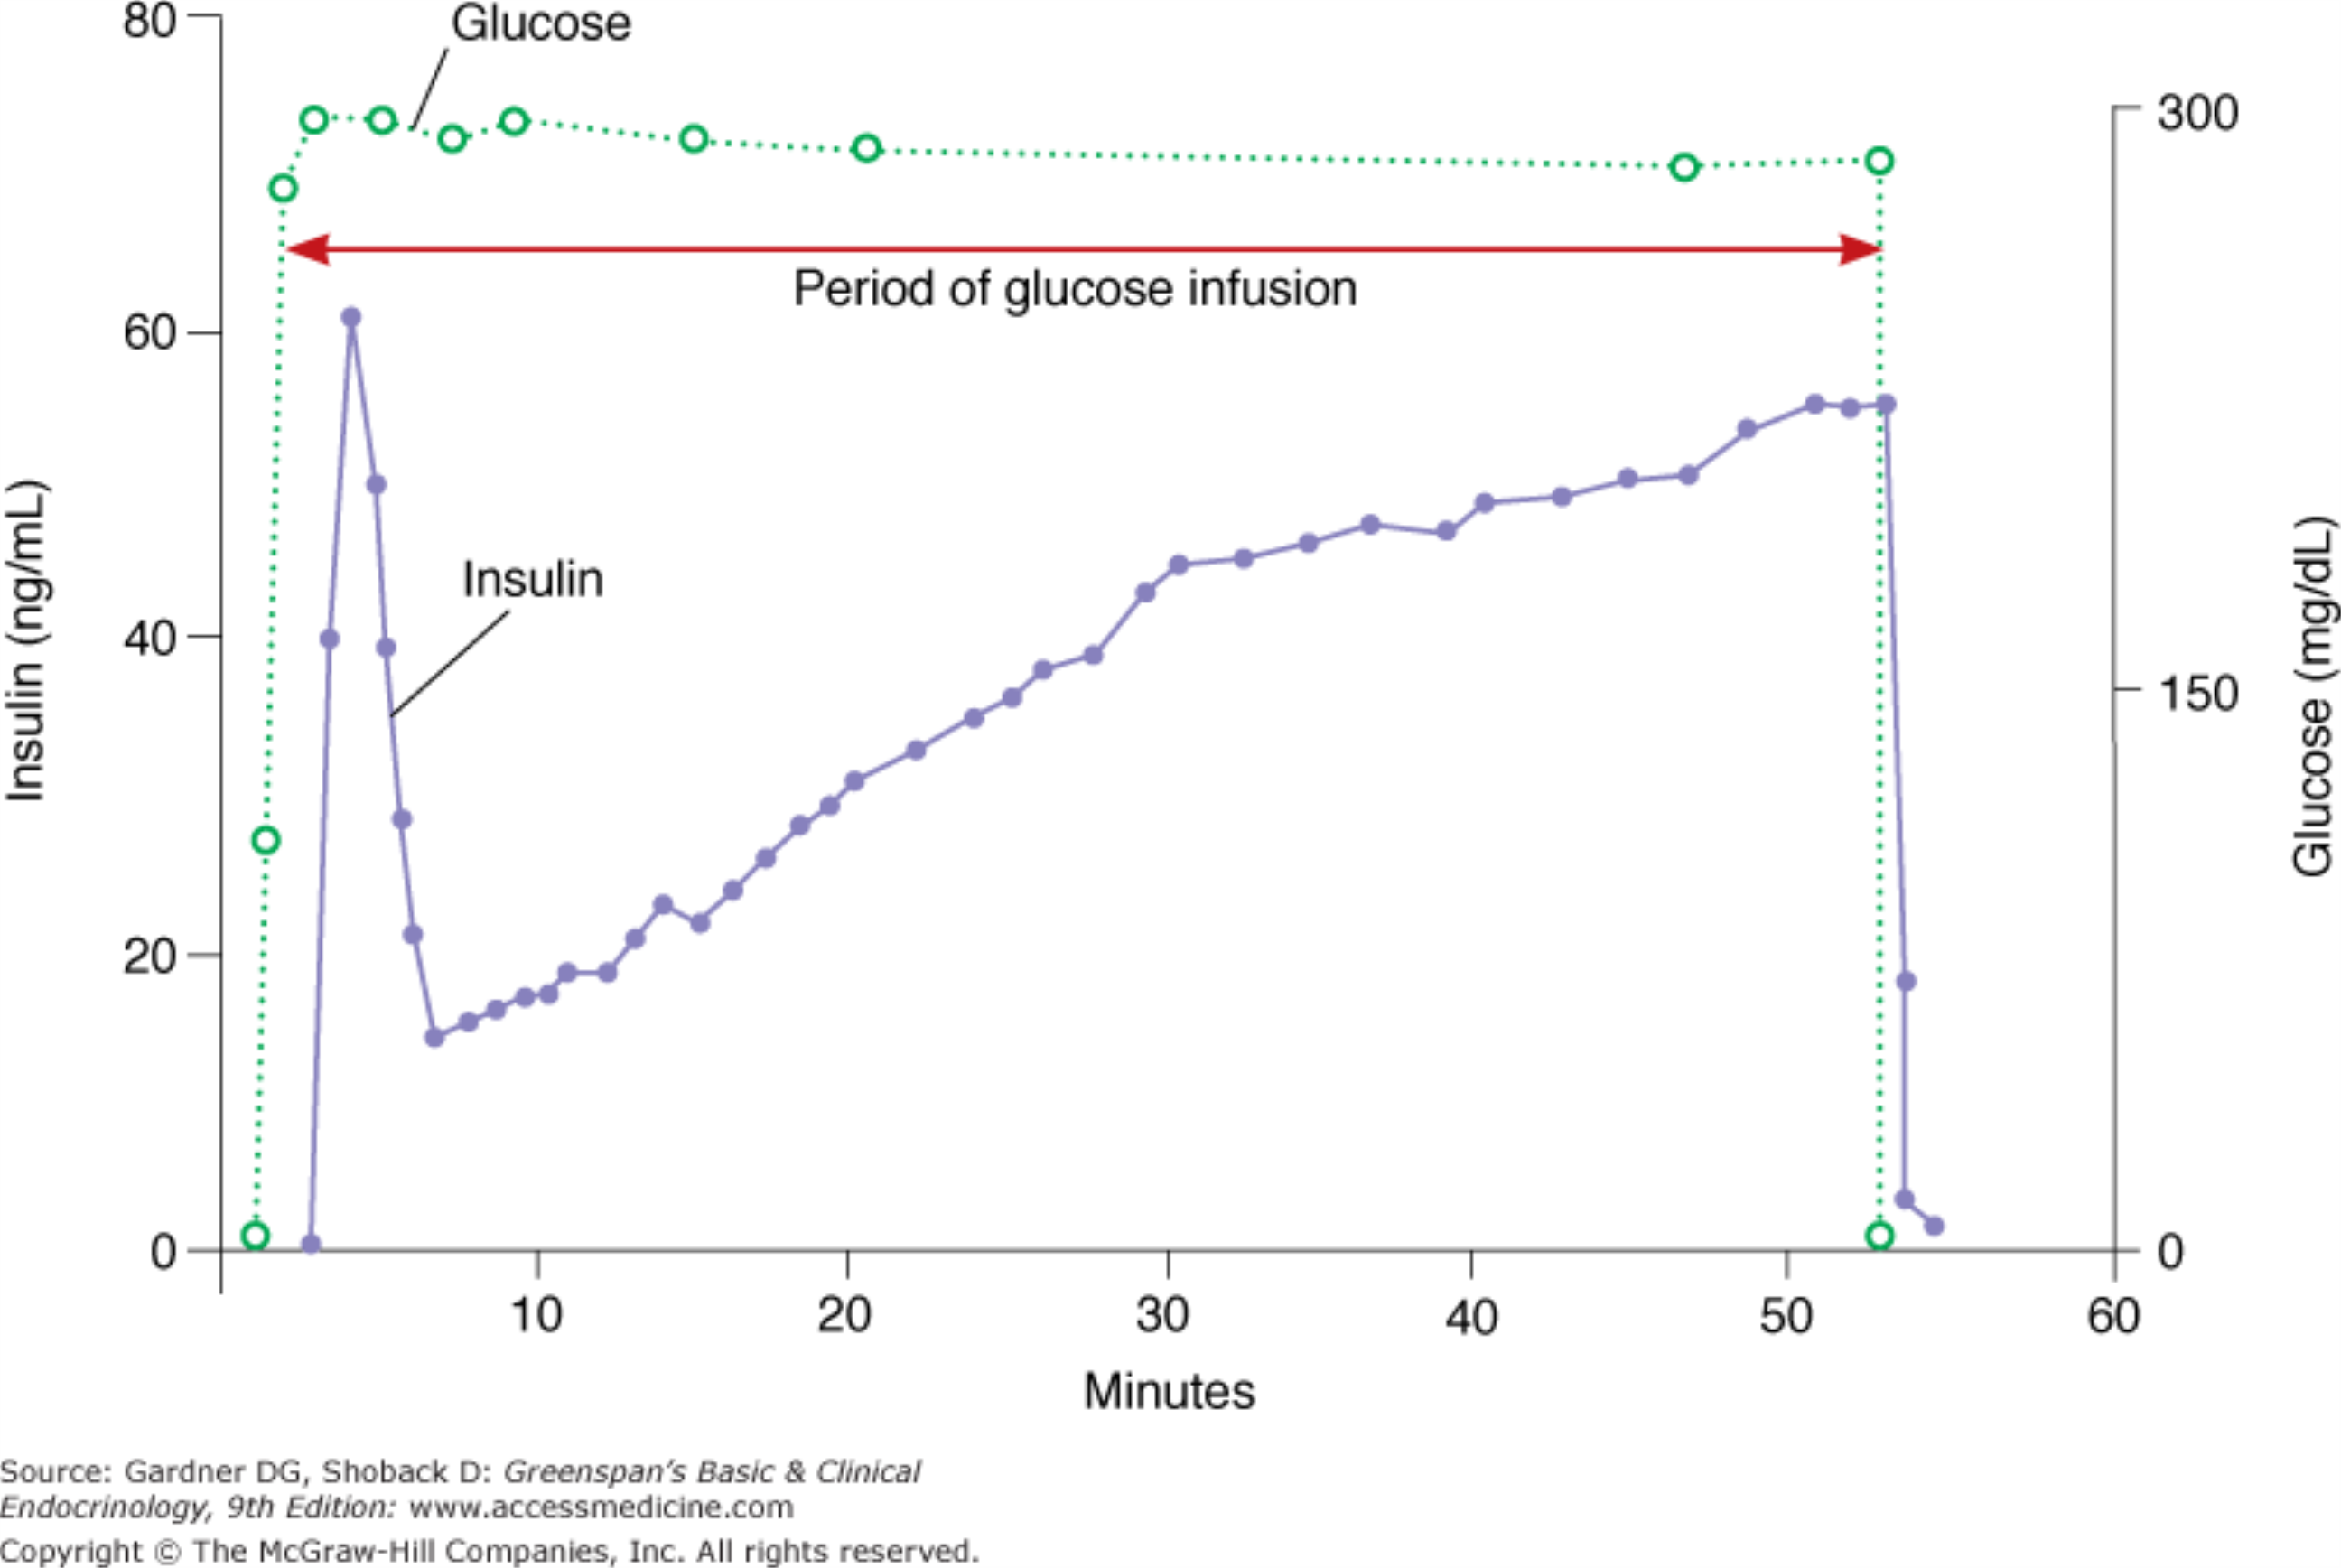 80
Glucose
300
Period of glucose infusion
60
Insulin (ng/mL)
Insulin
40
150
Glucose (mg/dL)
20
0
0
10 20 30 40 50 60
Minutes
Source: Gardner DG, Shoback D: Greenspan's Basic & Clinical
Endocrinology, 9th Edition: www.accessmedicine.com
Copyright © The McGraw-Hill Companies, Inc. All rights reserved.